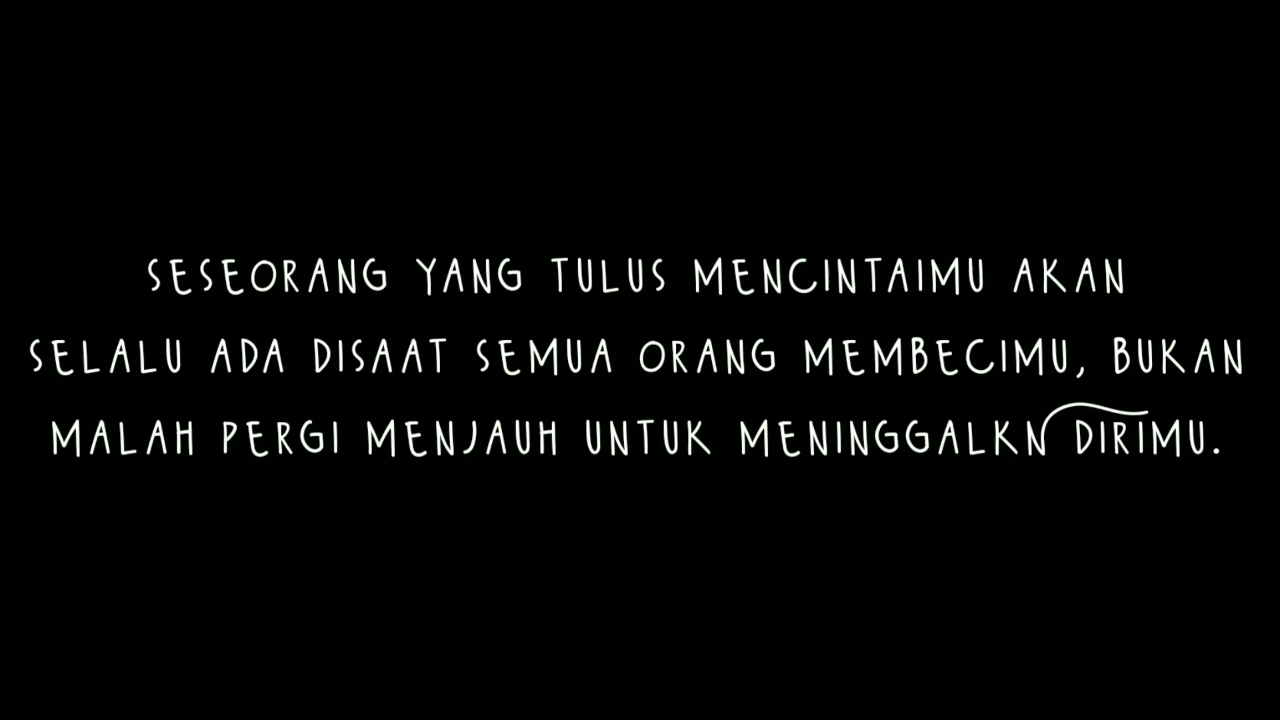 SESEORANG YANG TULUS MENCINTAIMU AKAN
SELALU ADA DISAAT SEMUA ORANG MEMBECIMU, BUKAN
MALAH PERGI MENJAUH UNTUK MENINGGALKN DIRIMU.